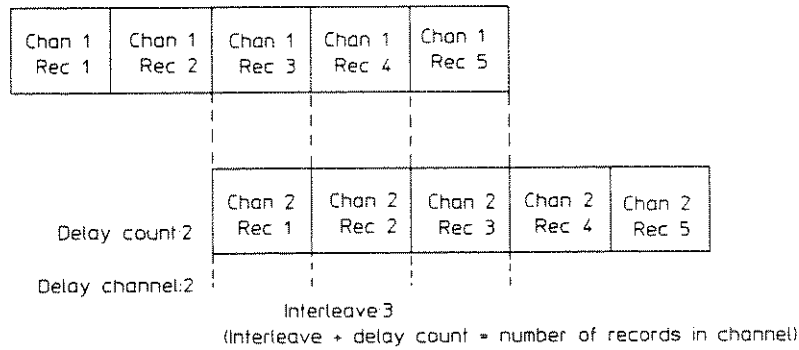 Chan 1 Chan 1 Chan 1 Chan 1 Chan 1
Rec 1 Rec 2 Rec 3 Rec 4 Rec 5
Chan 2 Chan 2 Chan 2 Chan 2 Chan 2
Rec 1 Rec 2 Rec 3 Rec 4 Rec 5
Delay count:2
Delay channel:2
Interleave:3
(Interleave + delay count = number of records in channel)